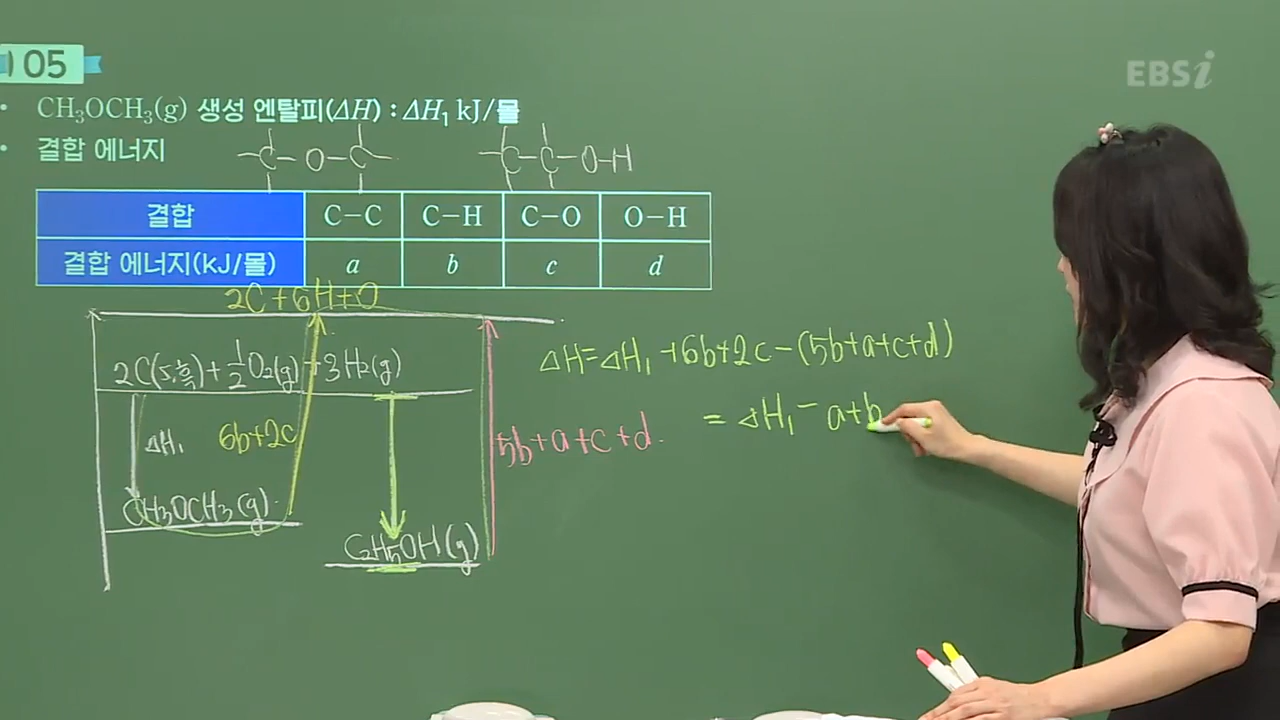 05
EBSi
• CH₃OCH₃(g) 생성 엔탈피(ΔH) : ΔH₁ kJ/몰
• 결합 에너지
C-O-C
C-C-O-H
결합 C-C C-H C-O O-H
결합 에너지(kJ/몰) a b c d
2C+6H+O
2C(s, 흑연)+½O₂(g)+3H₂(g)
ΔH₁
6b+2c
CH₃OCH₃(g)
C₂H₅OH(g)
5b+a+c+d.
ΔH=ΔH₁+6b+2c-(5b+a+c+d)
=ΔH₁-a+b